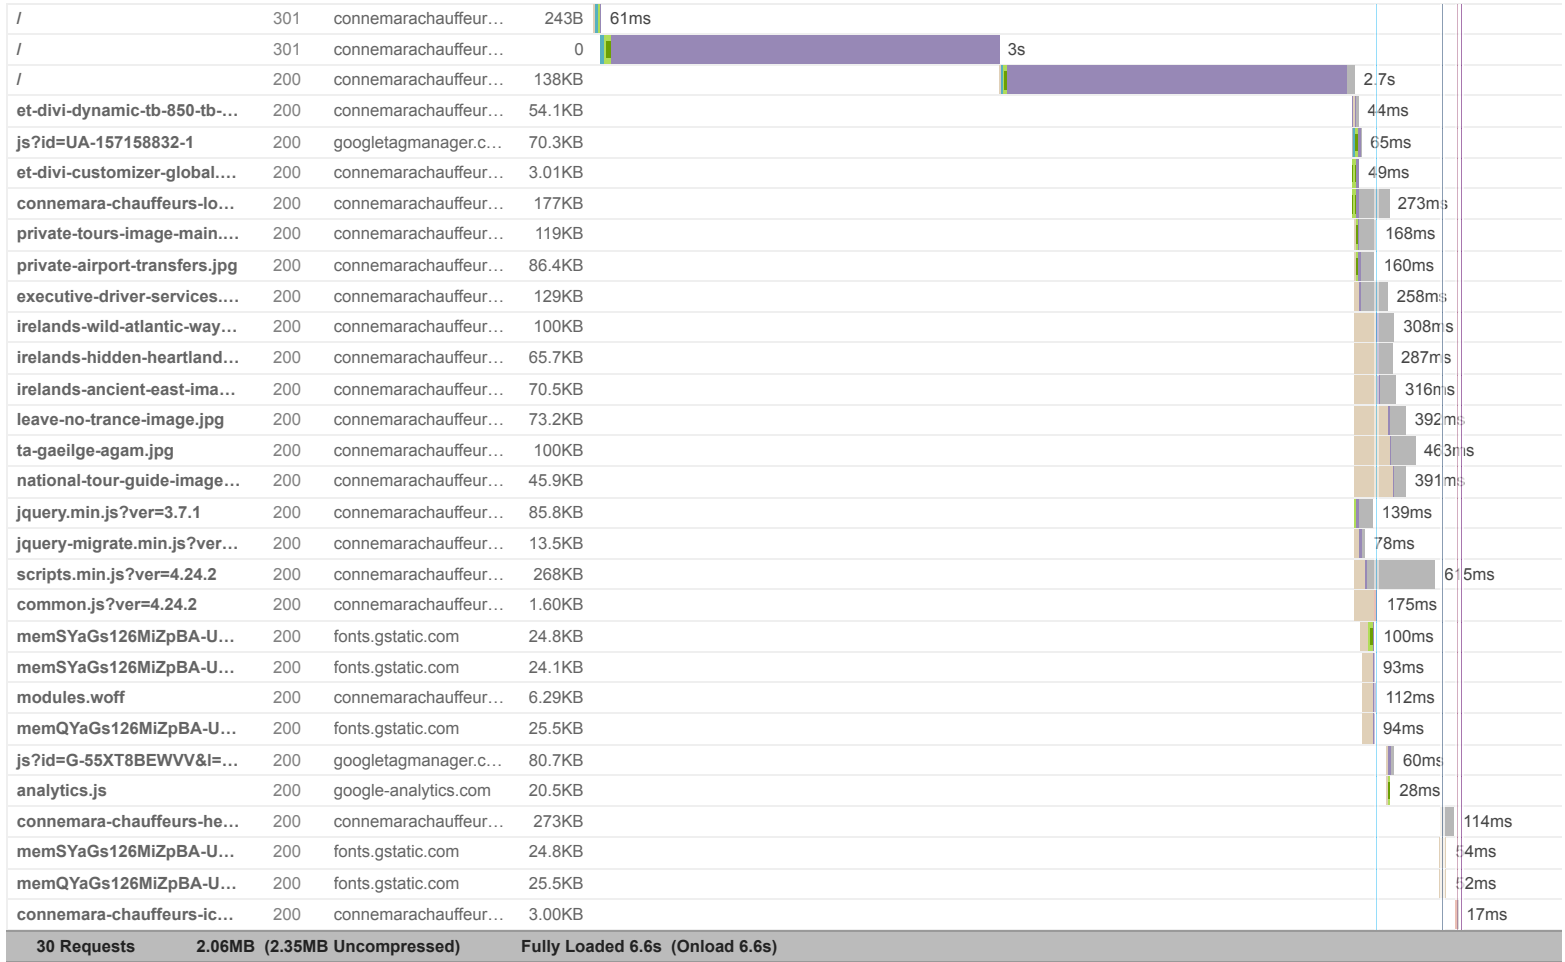 / 301 connemarachauffeur… 243B 61ms
/ 301 connemarachauffeur… 0 3s
/ 200 connemarachauffeur… 138KB 2.7s
et-divi-dynamic-tb-850-tb-… 200 connemarachauffeur… 54.1KB 44ms
js?id=UA-157158832-1 200 googletagmanager.c… 70.3KB 65ms
et-divi-customizer-global.… 200 connemarachauffeur… 3.01KB 49ms
connemara-chauffeurs-lo… 200 connemarachauffeur… 177KB 273ms
private-tours-image-main.… 200 connemarachauffeur… 119KB 168ms
private-airport-transfers.jpg 200 connemarachauffeur… 86.4KB 160ms
executive-driver-services.… 200 connemarachauffeur… 129KB 258ms
irelands-wild-atlantic-way… 200 connemarachauffeur… 100KB 308ms
irelands-hidden-heartland… 200 connemarachauffeur… 65.7KB 287ms
irelands-ancient-east-ima… 200 connemarachauffeur… 70.5KB 316ms
leave-no-trance-image.jpg 200 connemarachauffeur… 73.2KB 392ms
ta-gaeilge-agam.jpg 200 connemarachauffeur… 100KB 463ms
national-tour-guide-image… 200 connemarachauffeur… 45.9KB 391ms
jquery.min.js?ver=3.7.1 200 connemarachauffeur… 85.8KB 139ms
jquery-migrate.min.js?ver… 200 connemarachauffeur… 13.5KB 78ms
scripts.min.js?ver=4.24.2 200 connemarachauffeur… 268KB 615ms
common.js?ver=4.24.2 200 connemarachauffeur… 1.60KB 175ms
memSYaGs126MiZpBA-U… 200 fonts.gstatic.com 24.8KB 100ms
memSYaGs126MiZpBA-U… 200 fonts.gstatic.com 24.1KB 93ms
modules.woff 200 connemarachauffeur… 6.29KB 112ms
memQYaGs126MiZpBA-U… 200 fonts.gstatic.com 25.5KB 94ms
js?id=G-55XT8BEWVV&l=… 200 googletagmanager.c… 80.7KB 60ms
analytics.js 200 google-analytics.com 20.5KB 28ms
connemara-chauffeurs-he… 200 connemarachauffeur… 273KB 114ms
memSYaGs126MiZpBA-U… 200 fonts.gstatic.com 24.8KB 54ms
memQYaGs126MiZpBA-U… 200 fonts.gstatic.com 25.5KB 52ms
connemara-chauffeurs-ic… 200 connemarachauffeur… 3.00KB 17ms
30 Requests 2.06MB (2.35MB Uncompressed) Fully Loaded 6.6s (Onload 6.6s)